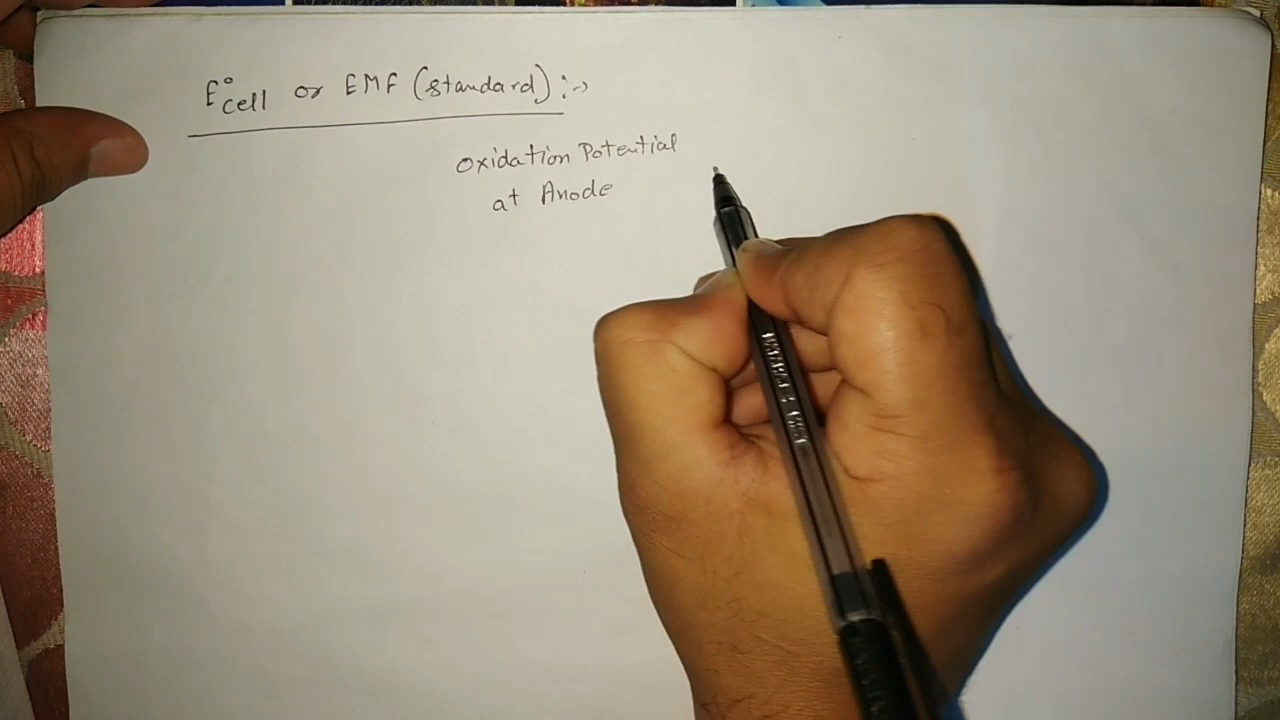 E°cell or EMF (standard) :->
oxidation Potential
at Anode